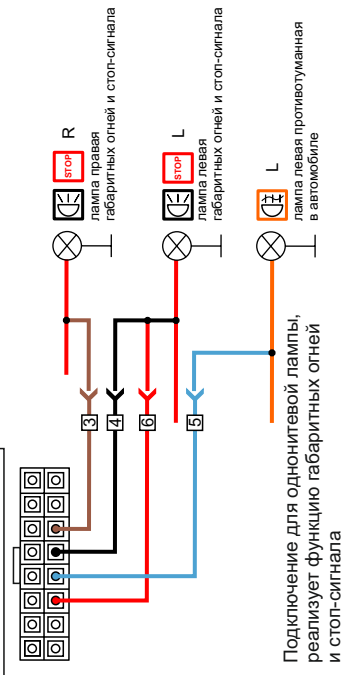 STOP
R
лампа правая
габаритных огней и стоп-сигнала
STOP
L
лампа левая
габаритных огней и стоп-сигнала
L
лампа левая противотуманная
в автомобиле
3
4
6
5
Подключение для однонитевой лампы,
реализует функцию габаритных огней
и стоп-сигнала